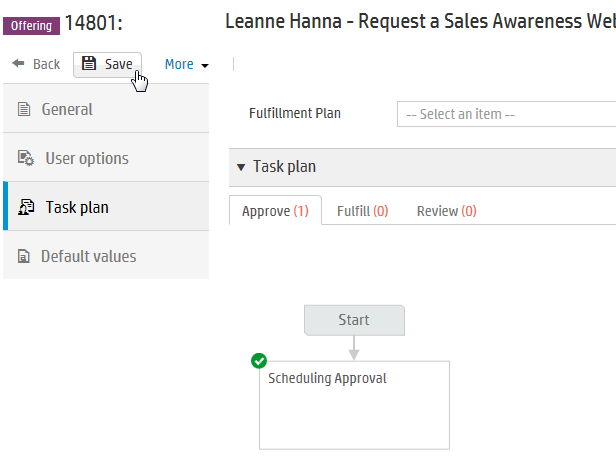 Offering 14801: Leanne Hanna - Request a Sales Awareness Wel
Back Save More
General
User options
Task plan
Default values
Fulfillment Plan -- Select an item --
Task plan
Approve (1) Fulfill (0) Review (0)
Start
Scheduling Approval